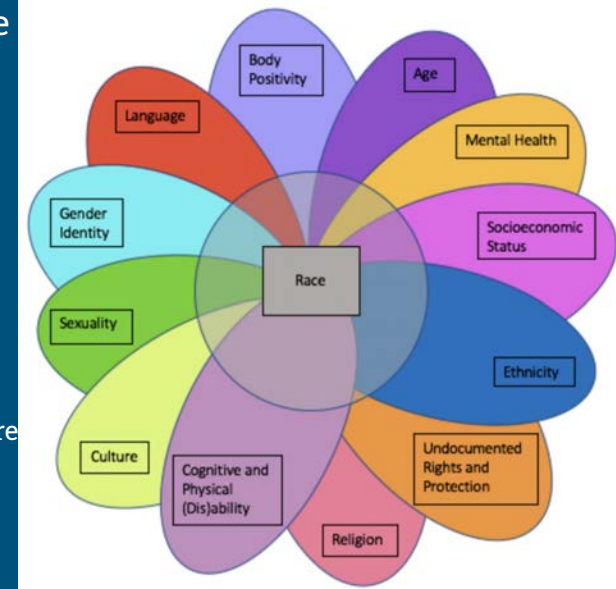 e
re
Body
Positivity
Age
Mental Health
Socioeconomic
Status
Ethnicity
Undocumented
Rights and
Protection
Religion
Cognitive and
Physical
(Dis)ability
Culture
Sexuality
Gender
Identity
Language
Race